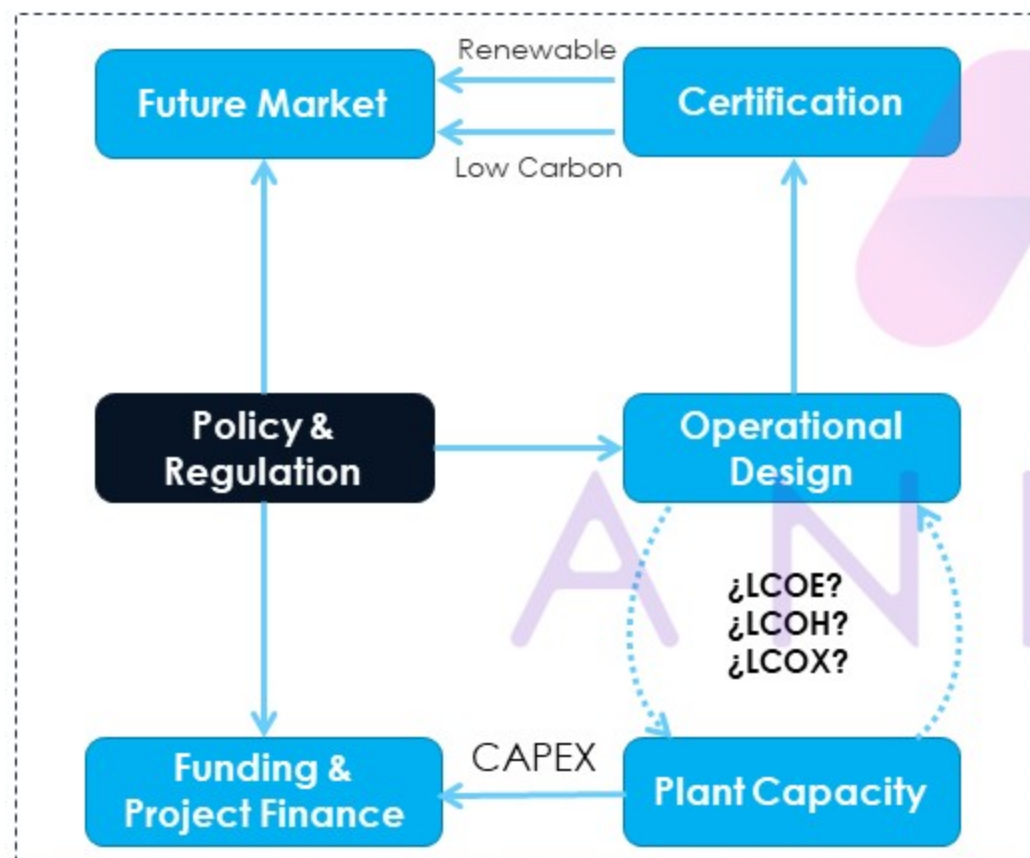 Renewable
Future Market
Certification
Low Carbon
Policy &
Regulation
Operational
Design
¿LCOE?
¿LCOH?
¿LCOX?
CAPEX
Funding &
Project Finance
Plant Capacity